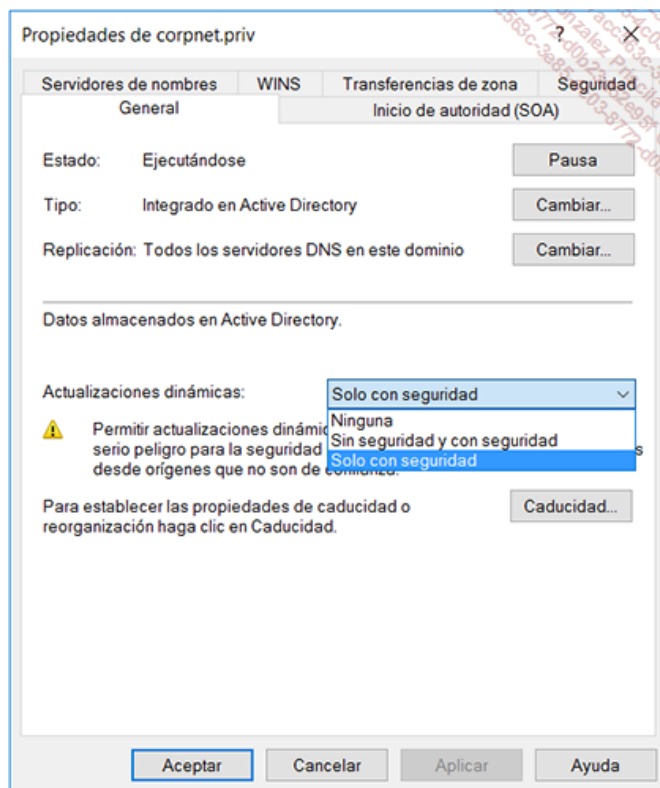 Propiedades de corpnet.priv
? X
Servidores de nombres WINS Transferencias de zona Seguridad
General Inicio de autoridad (SOA)
Estado: Ejecutándose Pausa
Tipo: Integrado en Active Directory Cambiar...
Replicación: Todos los servidores DNS en este dominio Cambiar...
Datos almacenados en Active Directory.
Actualizaciones dinámicas: Solo con seguridad
Ninguna
Permitir actualizaciones
Sin seguridad y con seguridad
serio peligro para la seguridad
Solo con seguridad
desde orígenes que no son de confianza.
Para establecer las propiedades de caducidad o
reorganización haga clic en Caducidad.
Caducidad...
Aceptar Cancelar Aplicar Ayuda